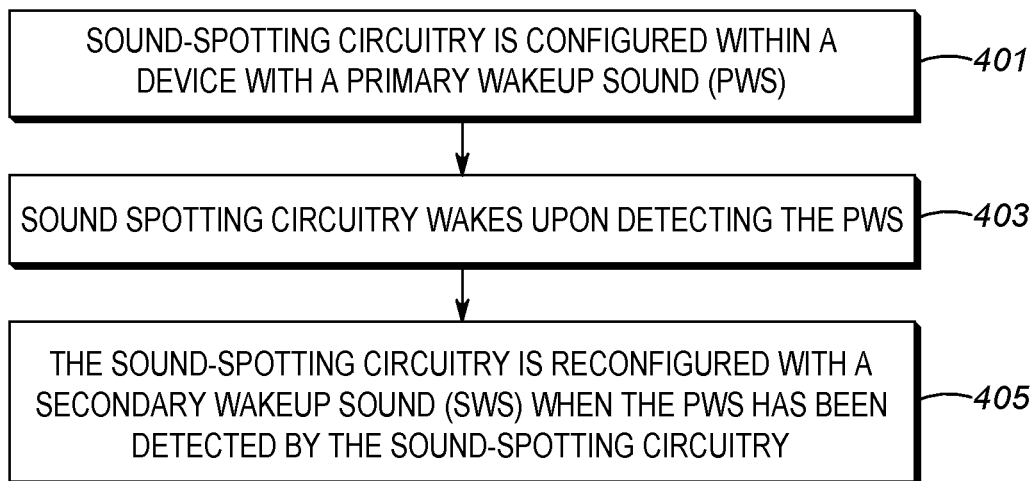 SOUND-SPOTTING CIRCUITRY IS CONFIGURED WITHIN A
DEVICE WITH A PRIMARY WAKEUP SOUND (PWS)
401
SOUND SPOTTING CIRCUITRY WAKES UPON DETECTING THE PWS
403
THE SOUND-SPOTTING CIRCUITRY IS RECONFIGURED WITH A
SECONDARY WAKEUP SOUND (SWS) WHEN THE PWS HAS BEEN
DETECTED BY THE SOUND-SPOTTING CIRCUITRY
405